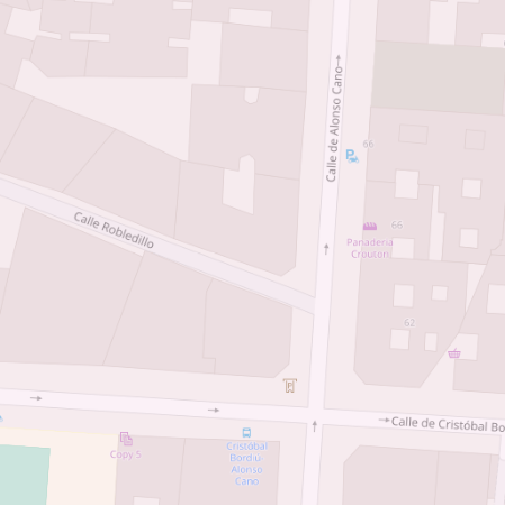 Calle de Alonso Cano
66
Calle Robledillo
66
Panadería
Crouton
62
P
Calle de Cristóbal Bo
Copy 5
Cristóbal
Bordiú-
Alonso
Cano